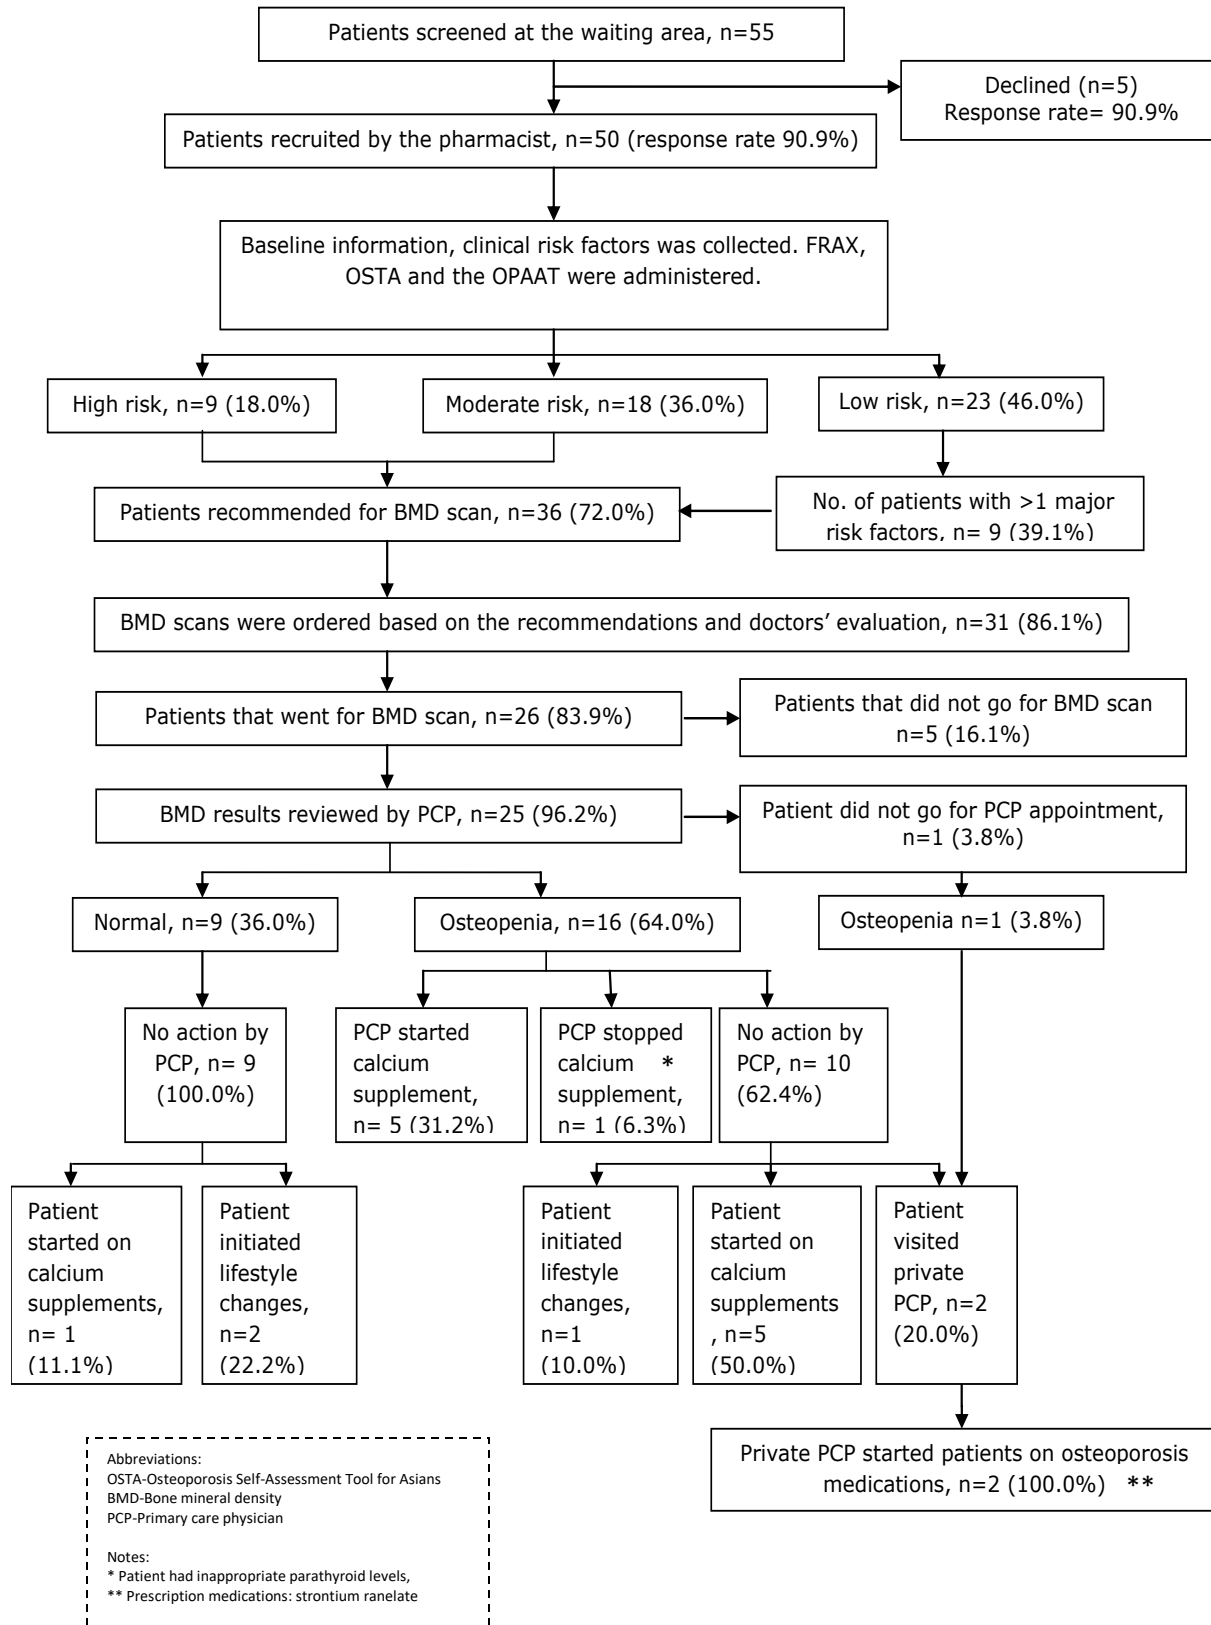 Patients screened at the waiting area, n=55
Declined (n=5)
Response rate= 90.9%
Patients recruited by the pharmacist, n=50 (response rate 90.9%)
Baseline information, clinical risk factors was collected. FRAX,
OSTA and the OPAAT were administered.
High risk, n=9 (18.0%)
Moderate risk, n=18 (36.0%)
Low risk, n=23 (46.0%)
Patients recommended for BMD scan, n=36 (72.0%)
No. of patients with >1 major
risk factors, n= 9 (39.1%)
BMD scans were ordered based on the recommendations and doctors’ evaluation, n=31 (86.1%)
Patients that went for BMD scan, n=26 (83.9%)
Patients that did not go for BMD scan
n=5 (16.1%)
BMD results reviewed by PCP, n=25 (96.2%)
Patient did not go for PCP appointment,
n=1 (3.8%)
Normal, n=9 (36.0%)
Osteopenia, n=16 (64.0%)
Osteopenia n=1 (3.8%)
No action by
PCP, n= 9
(100.0%)
PCP started
calcium
supplement,
n= 5 (31.2%)
PCP stopped
calcium *
supplement,
n= 1 (6.3%)
No action by
PCP, n= 10
(62.4%)
Patient
started on
calcium
supplements,
n= 1
(11.1%)
Patient
initiated
lifestyle
changes,
n=2
(22.2%)
Patient
initiated
lifestyle
changes,
n=1
(10.0%)
Patient
started on
calcium
supplements
, n=5
(50.0%)
Patient
visited
private
PCP, n=2
(20.0%)
Private PCP started patients on osteoporosis
medications, n=2 (100.0%) **
Abbreviations:
OSTA-Osteoporosis Self-Assessment Tool for Asians
BMD-Bone mineral density
PCP-Primary care physician
Notes:
* Patient had inappropriate parathyroid levels,
** Prescription medications: strontium ranelate